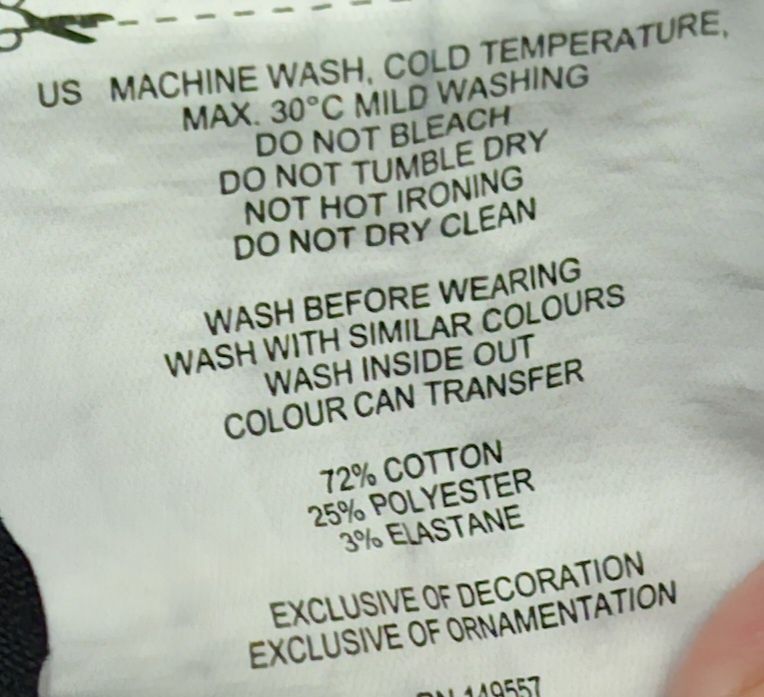 US MACHINE WASH, COLD TEMPERATURE,
MAX. 30°C MILD WASHING
DO NOT BLEACH
DO NOT TUMBLE DRY
NOT HOT IRONING
DO NOT DRY CLEAN
WASH BEFORE WEARING
WASH WITH SIMILAR COLOURS
WASH INSIDE OUT
COLOUR CAN TRANSFER
72% COTTON
25% POLYESTER
3% ELASTANE
EXCLUSIVE OF DECORATION
EXCLUSIVE OF ORNAMENTATION
149557